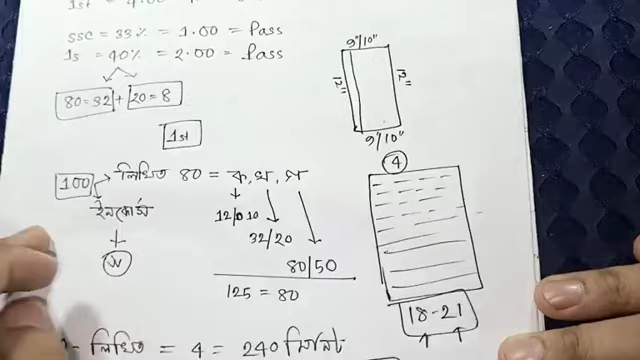 1st = 4.00
SSC = 33% = 1.00 = Pass
1s = 40% = 2.00 = Pass
80=32 + 20=8
1st
9"/10"
12"
12"
9"/10"
100 → লিখিত 80 = ক, খ, গ
ইনকোর্স
12/10
32/20
80/50
125 = 80
4
18-21
লিখিত = 4 = 240 মিনিট